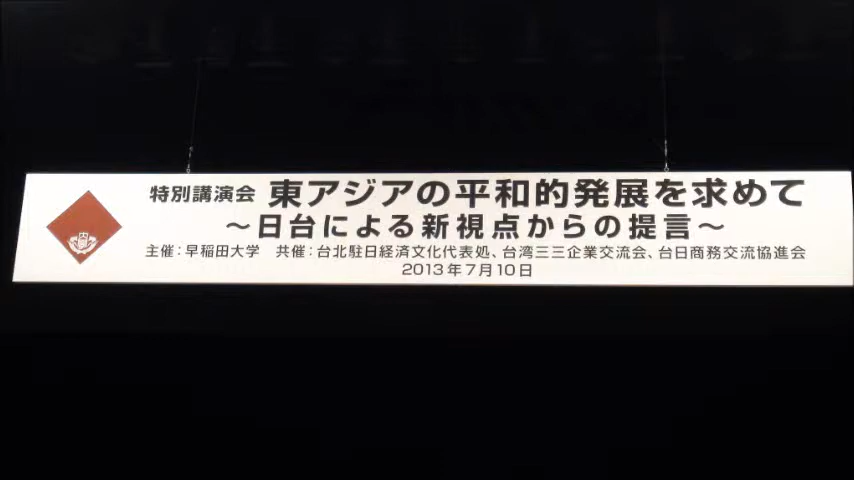 特別講演会 東アジアの平和的発展を求めて
～日台による新視点からの提言～
主催：早稲田大学　共催：台北駐日経済文化代表処、台湾三三企業交流会、台日商務交流協進会
2013年7月10日